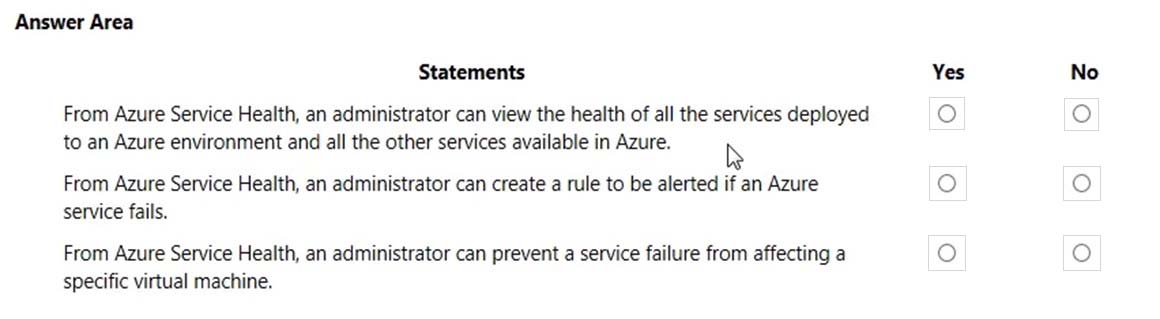 Answer Area
Statements Yes No
From Azure Service Health, an administrator can view the health of all the services deployed
to an Azure environment and all the other services available in Azure.
From Azure Service Health, an administrator can create a rule to be alerted if an Azure
service fails.
From Azure Service Health, an administrator can prevent a service failure from affecting a
specific virtual machine.